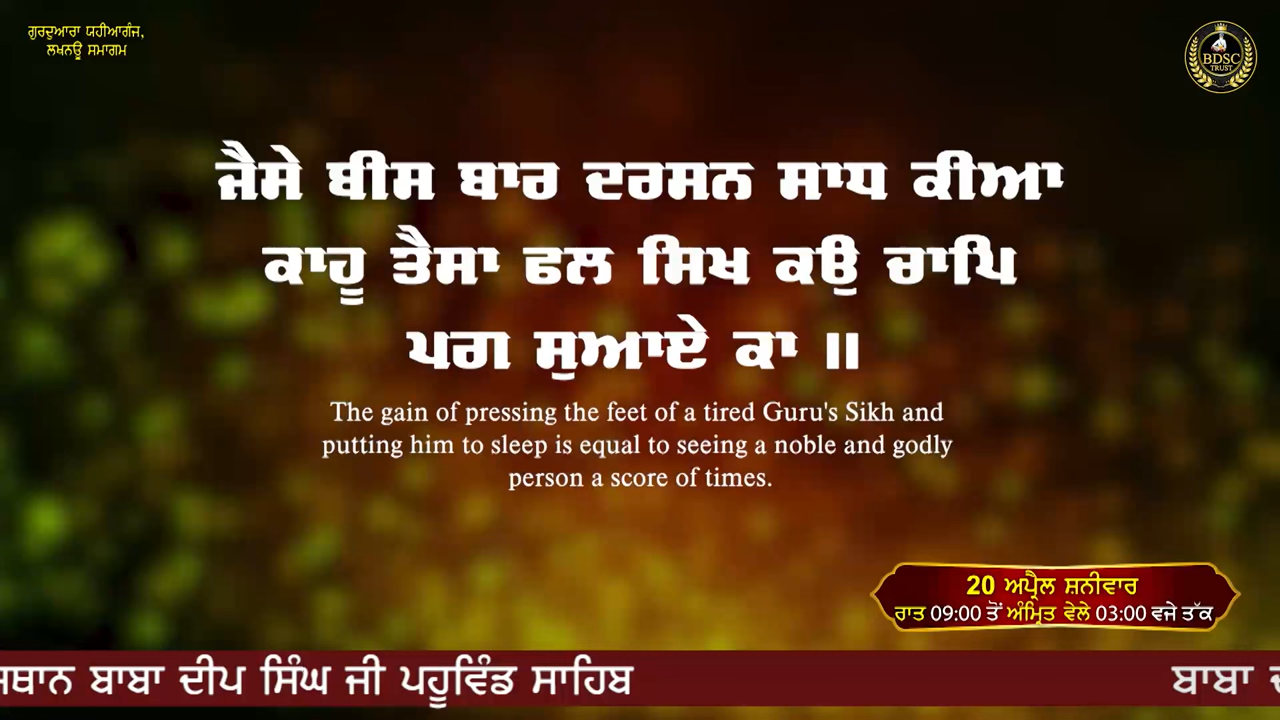 ਗੁਰਦੁਆਰਾ ਯਹੀਆਗੰਜ,
ਲਖਨਊ ਸਮਾਗਮ
BDSC
TRUST
ਜੈਸੇ ਬੀਸ ਬਾਰ ਦਰਸਨ ਸਾਧ ਕੀਆ
ਕਾਹੂ ਤੈਸਾ ਫਲ ਸਿਖ ਕਉ ਚਾਪਿ
ਪਗ ਸੁਆਏ ਕਾ ॥
The gain of pressing the feet of a tired Guru's Sikh and
putting him to sleep is equal to seeing a noble and godly
person a score of times.
20 ਅਪ੍ਰੈਲ ਸ਼ਨੀਵਾਰ
ਰਾਤ 09:00 ਤੋਂ ਅੰਮ੍ਰਿਤ ਵੇਲੇ 03:00 ਵਜੇ ਤੱਕ
ਸਥਾਨ ਬਾਬਾ ਦੀਪ ਸਿੰਘ ਜੀ ਪਹੂਵਿੰਡ ਸਾਹਿਬ ਬਾਬਾ